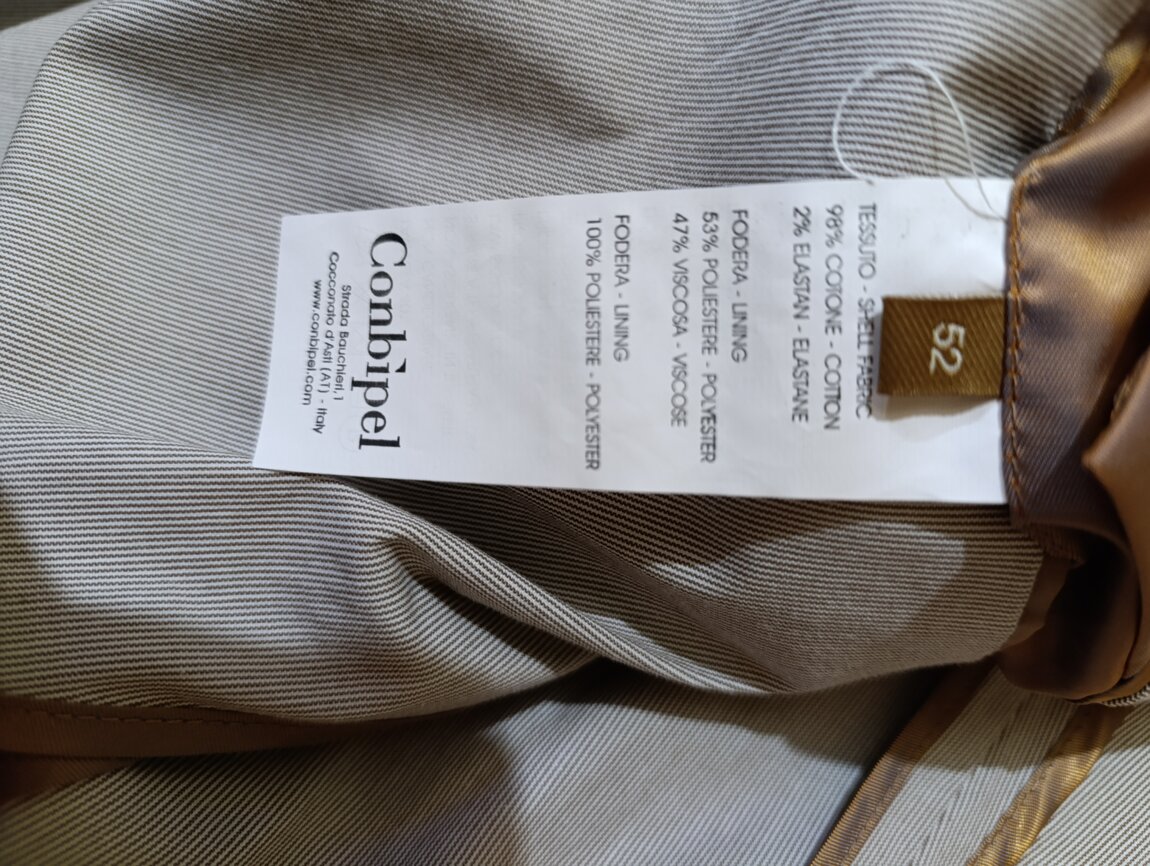 52
TESSUTO - SHELL FABRIC
98% COTONE - COTTON
2% ELASTAN - ELASTANE
FODERA - LINING
53% POLIESTERE - POLYESTER
47% VISCOSA - VISCOSE
FODERA - LINING
100% POLIESTERE - POLYESTER
Conbipel
Strada Bauchieri,1
Cocconato d'Asti (AT) - Italy
www.conbipel.com